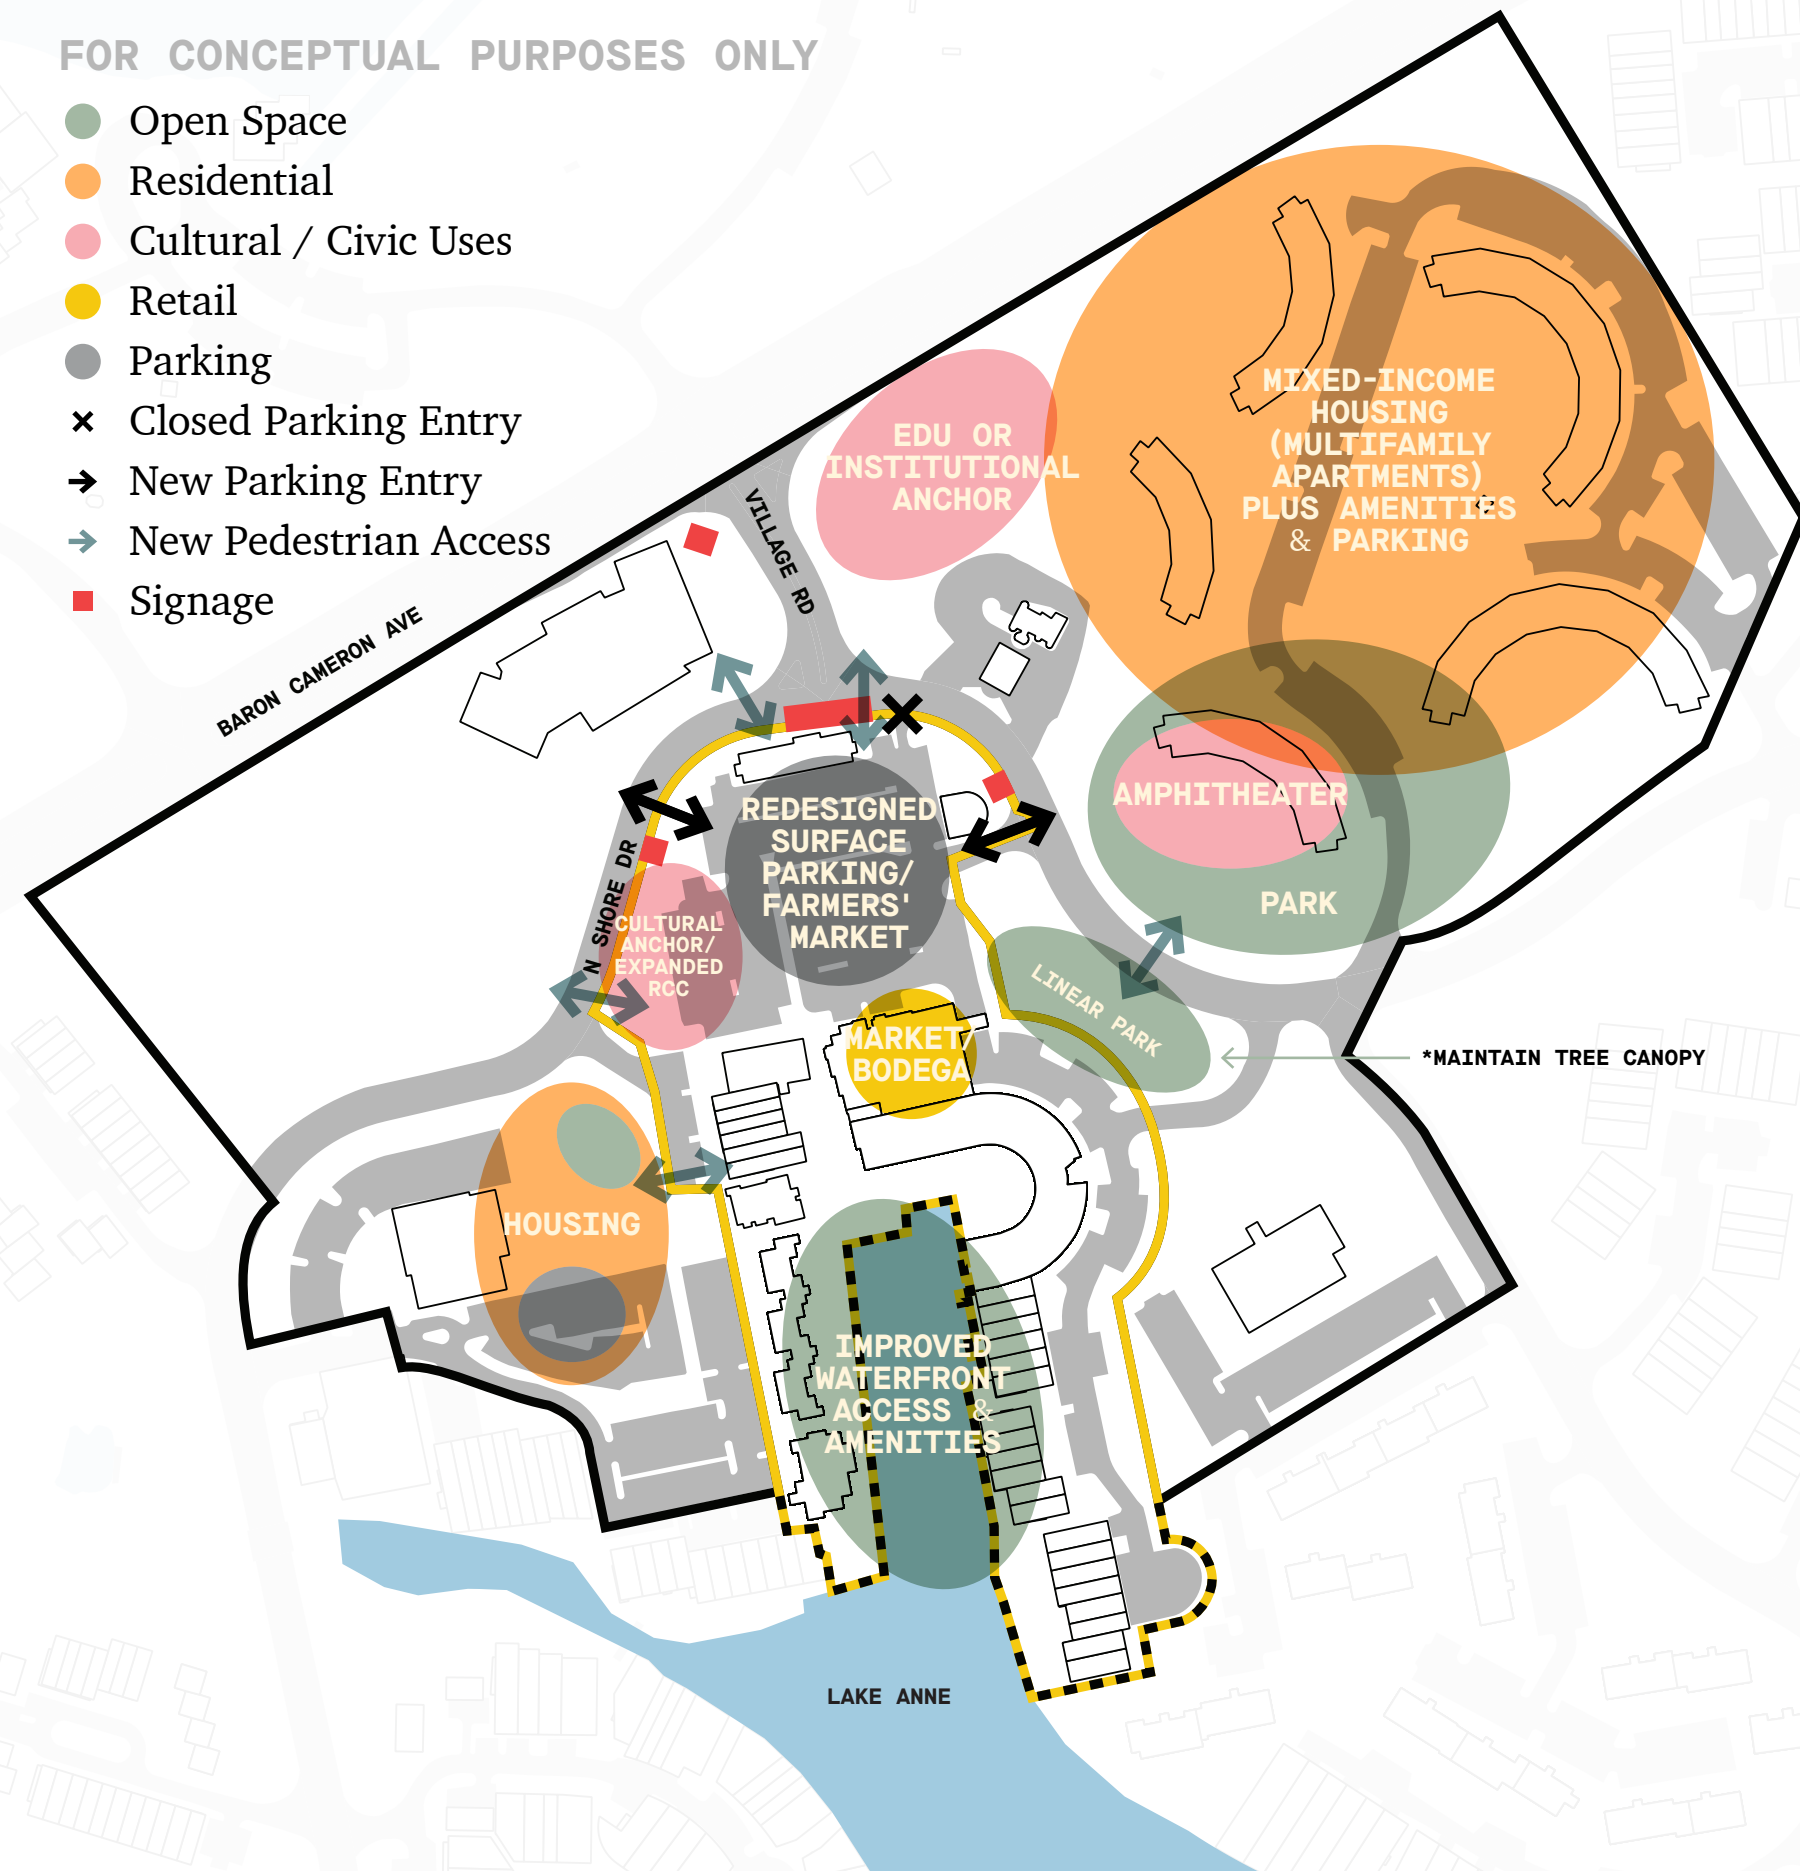 FOR CONCEPTUAL PURPOSES ONLY
Open Space
Residential
Cultural / Civic Uses
Retail
Parking
Closed Parking Entry
New Parking Entry
New Pedestrian Access
Signage
BARON CAMERON AVE
VILLAGE RD
N SHORE DR
EDU OR
INSTITUTIONAL
ANCHOR
MIXED-INCOME
HOUSING
(MULTIFAMILY
APARTMENTS)
PLUS AMENITIES
& PARKING
AMPHITHEATER
PARK
REDESIGNED
SURFACE
PARKING/
FARMERS'
MARKET
CULTURAL
ANCHOR/
EXPANDED
RCC
LINEAR PARK
MARKET/
BODEGA
*MAINTAIN TREE CANOPY
HOUSING
IMPROVED
WATERFRONT
ACCESS &
AMENITIES
LAKE ANNE